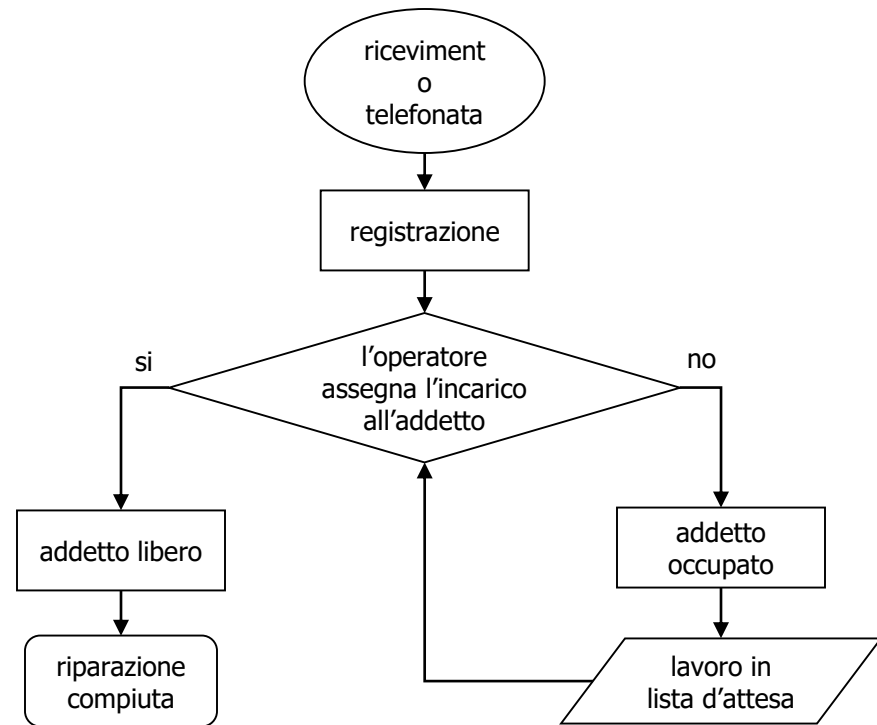 riceviment
o
telefonata
registrazione
si
l'operatore
assegna l'incarico
all'addetto
no
addetto libero
addetto
occupato
riparazione
compiuta
lavoro in
lista d'attesa